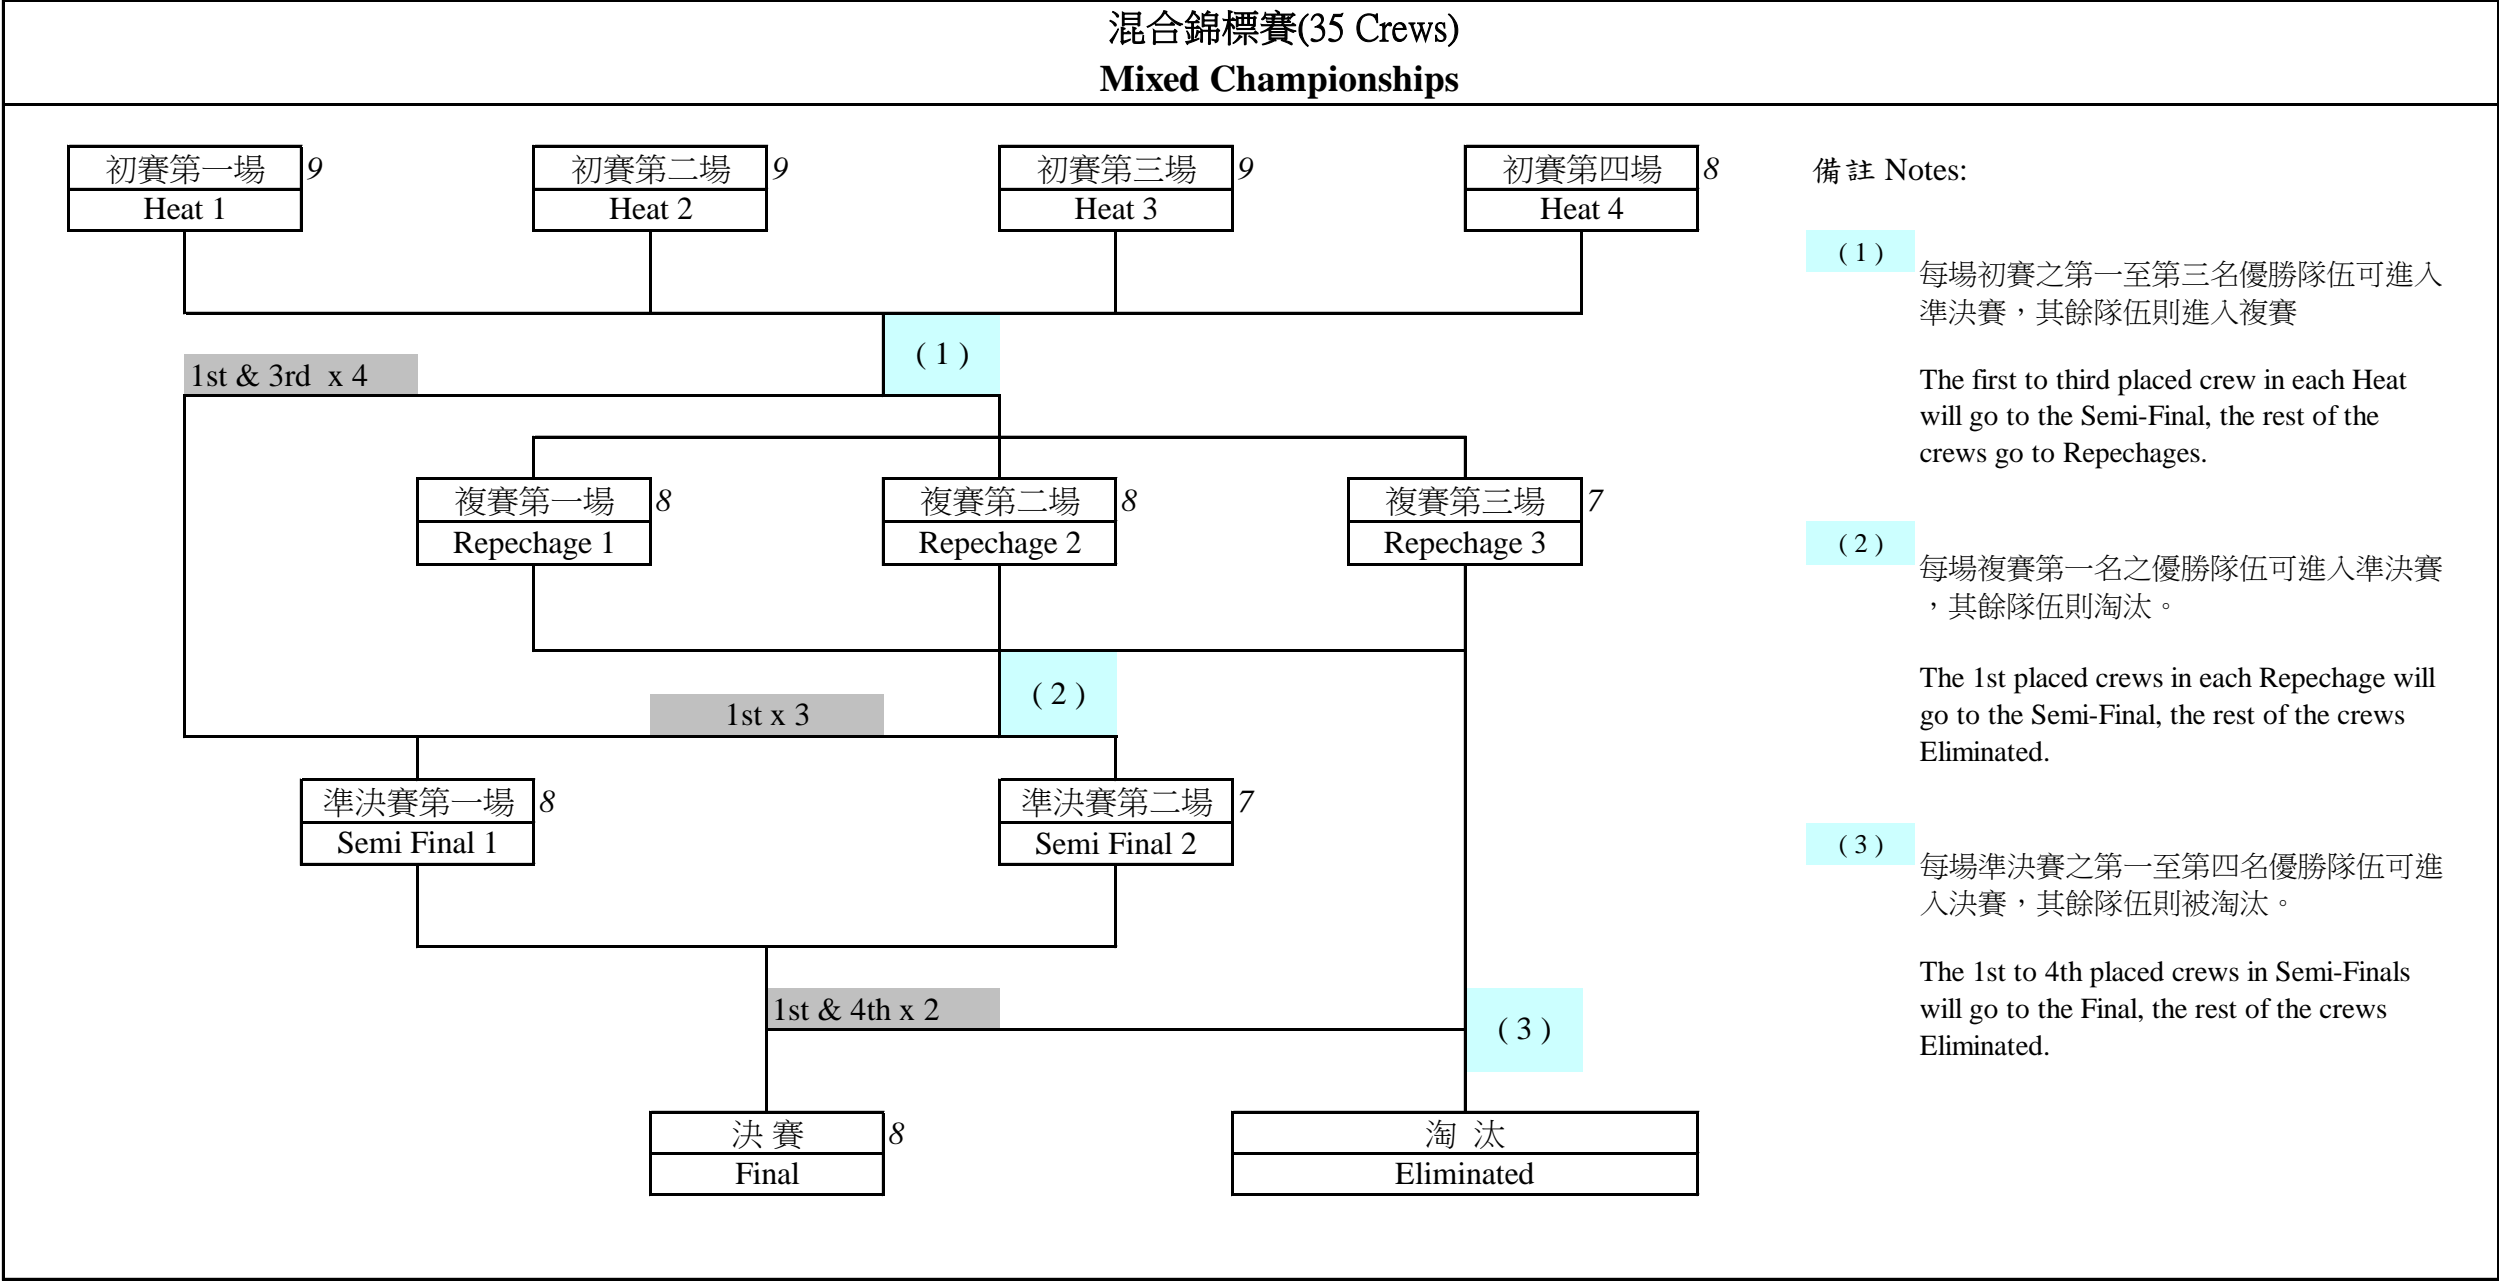 混合錦標賽(35 Crews)
Mixed Championships
初賽第一場 9
Heat 1
初賽第二場 9
Heat 2
初賽第三場 9
Heat 3
初賽第四場 8
Heat 4
( 1 )
1st & 3rd x 4
複賽第一場 8
Repechage 1
複賽第二場 8
Repechage 2
複賽第三場 7
Repechage 3
( 2 )
1st x 3
準決賽第一場 8
Semi Final 1
準決賽第二場 7
Semi Final 2
1st & 4th x 2
( 3 )
決 賽 8
Final
淘 汰
Eliminated
備註 Notes:
( 1 )
每場初賽之第一至第三名優勝隊伍可進入
準決賽，其餘隊伍則進入複賽
The first to third placed crew in each Heat
will go to the Semi-Final, the rest of the
crews go to Repechages.
( 2 )
每場複賽第一名之優勝隊伍可進入準決賽
，其餘隊伍則淘汰。
The 1st placed crews in each Repechage will
go to the Semi-Final, the rest of the crews
Eliminated.
( 3 )
每場準決賽之第一至第四名優勝隊伍可進
入決賽，其餘隊伍則被淘汰。
The 1st to 4th placed crews in Semi-Finals
will go to the Final, the rest of the crews
Eliminated.